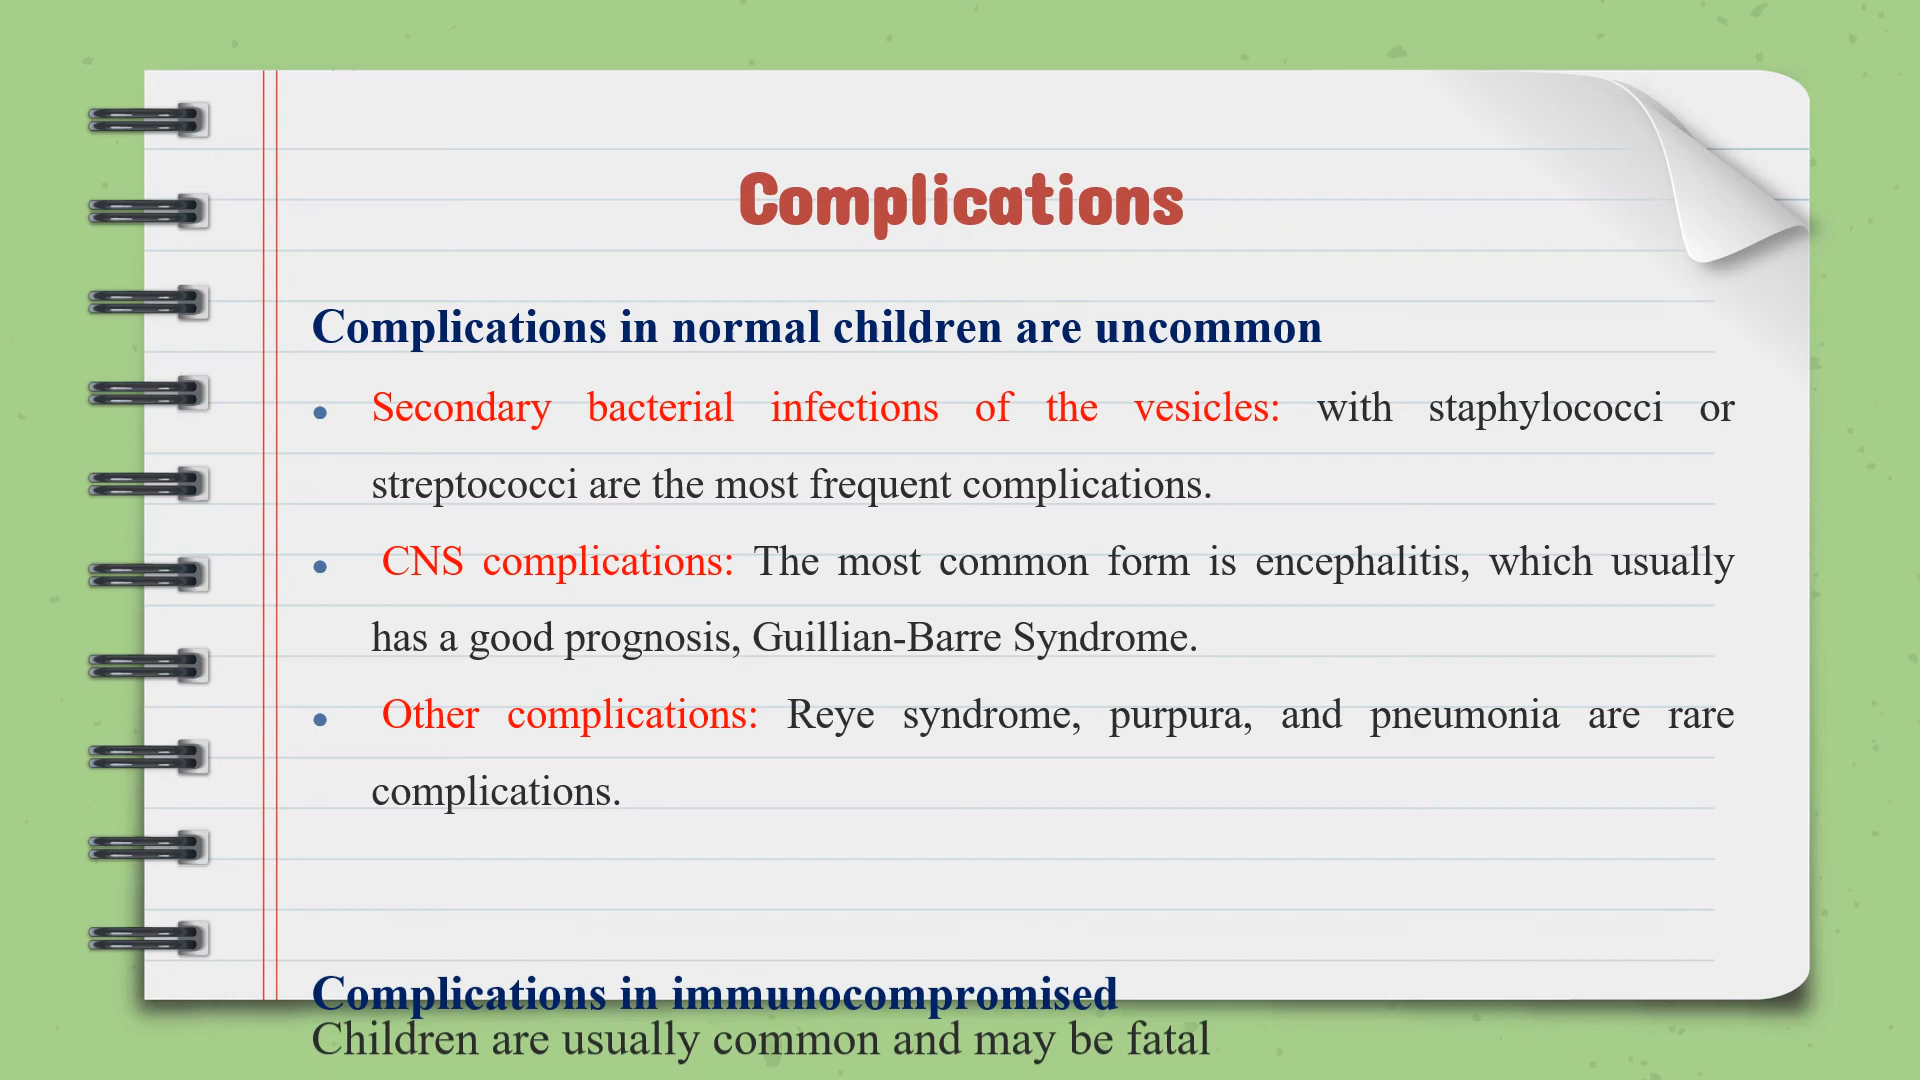 Complications
Complications in normal children are uncommon
• Secondary bacterial infections of the vesicles: with staphylococci or
streptococci are the most frequent complications.
• CNS complications: The most common form is encephalitis, which usually
has a good prognosis, Guillian-Barre Syndrome.
• Other complications: Reye syndrome, purpura, and pneumonia are rare
complications.
Complications in immunocompromised
Children are usually common and may be fatal